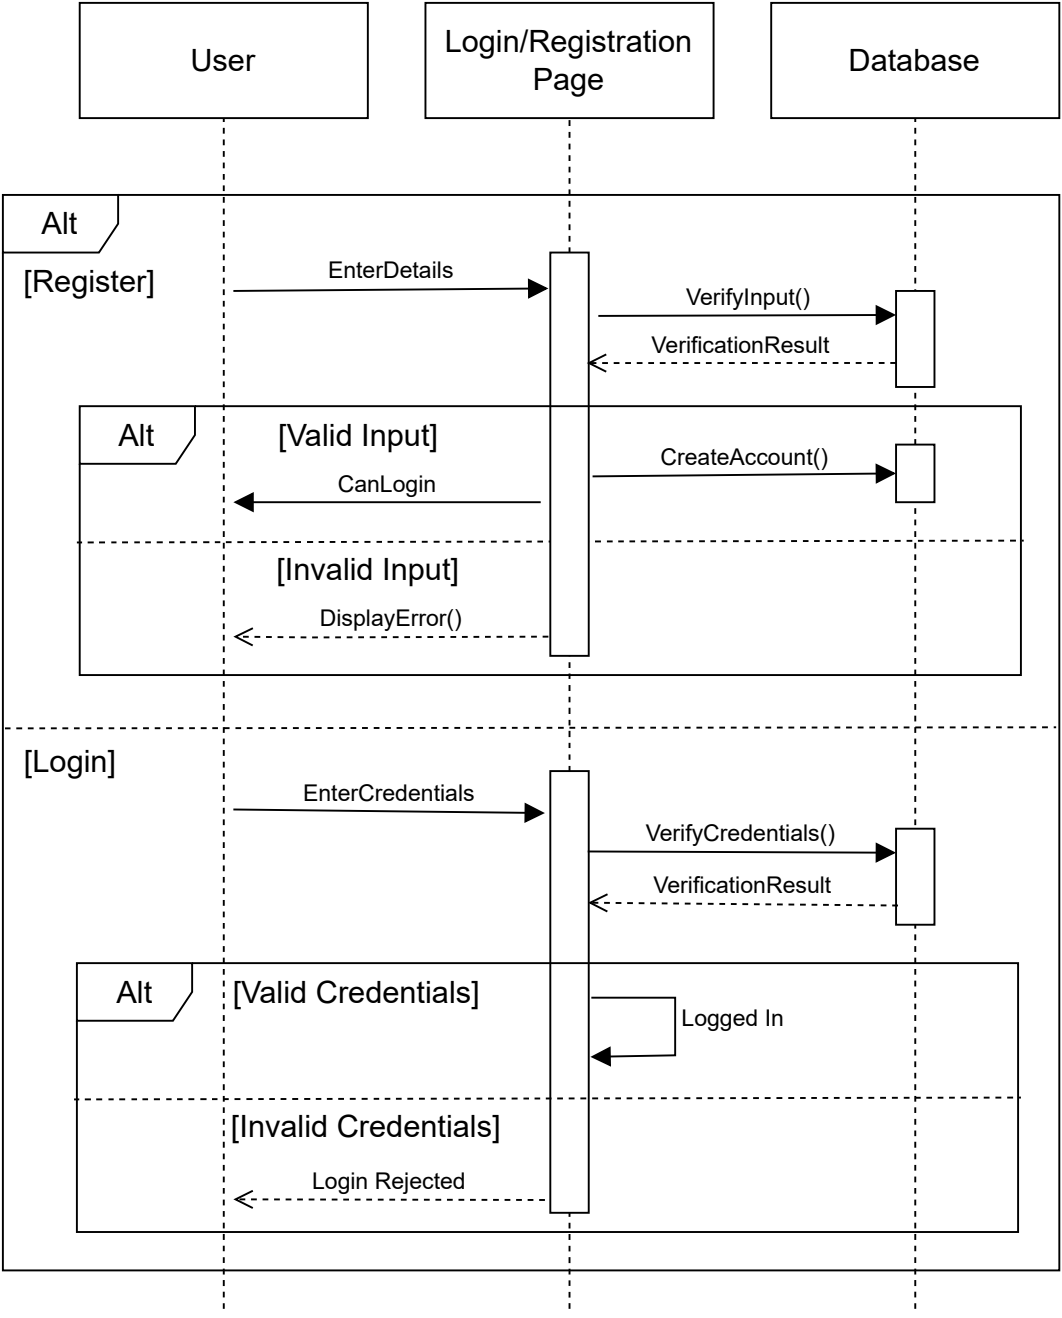 User
Login/Registration
Page
Database
Alt
[Register]
EnterDetails
VerifyInput()
VerificationResult
Alt
[Valid Input]
CreateAccount()
CanLogin
[Invalid Input]
DisplayError()
[Login]
EnterCredentials
VerifyCredentials()
VerificationResult
Alt
[Valid Credentials]
Logged In
[Invalid Credentials]
Login Rejected